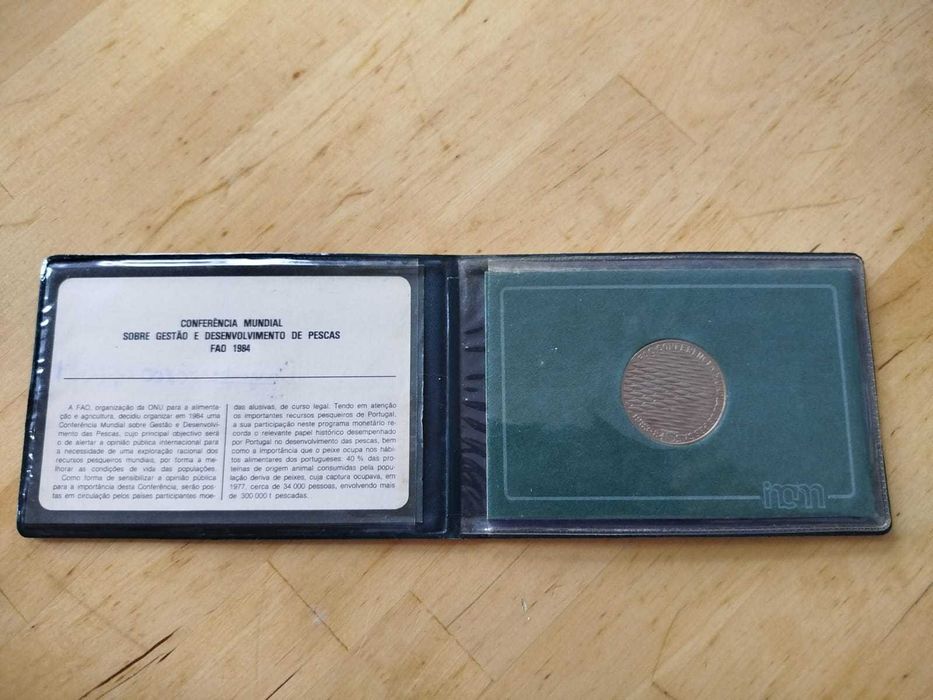 CONFERÊNCIA MUNDIAL
SOBRE GESTÃO E DESENVOLVIMENTO DE PESCAS
FAO 1984
A FAO, organização da ONU para a alimenta-
ção e agricultura, decidiu organizar em 1984 uma
Conferência Mundial sobre Gestão e Desenvolvi-
mento das Pescas, cujo principal objectivo será
o de alertar a opinião pública internacional para
a necessidade de uma exploração racional dos
recursos pesqueiros mundiais, por forma a me-
lhorar as condições de vida das populações.
Como forma de sensibilizar a opinião pública
para a importância desta Conferência, serão pos-
tas em circulação pelos países participantes moe-
das alusivas, de curso legal. Tendo em atenção
os importantes recursos pesqueiros de Portugal,
a sua participação neste programa monetário re-
corda o relevante papel histórico desempenhado
por Portugal no desenvolvimento das pescas, bem
como a importância que o peixe ocupa nos hábi-
tos alimentares dos portugueses: 40 % das pro-
teínas de origem animal consumidas pela popu-
lação deriva de peixes, cuja captura ocupava, em
1977, cerca de 34 000 pessoas, envolvendo mais
de 300 000 t pescadas.
CONFERENCE
incm